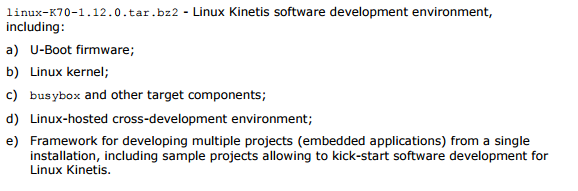 linux-K70-1.12.0.tar.bz2 - Linux Kinetis software development environment,
including:
a) U-Boot firmware;
b) Linux kernel;
c) busybox and other target components;
d) Linux-hosted cross-development environment;
e) Framework for developing multiple projects (embedded applications) from a single
installation, including sample projects allowing to kick-start software development for
Linux Kinetis.